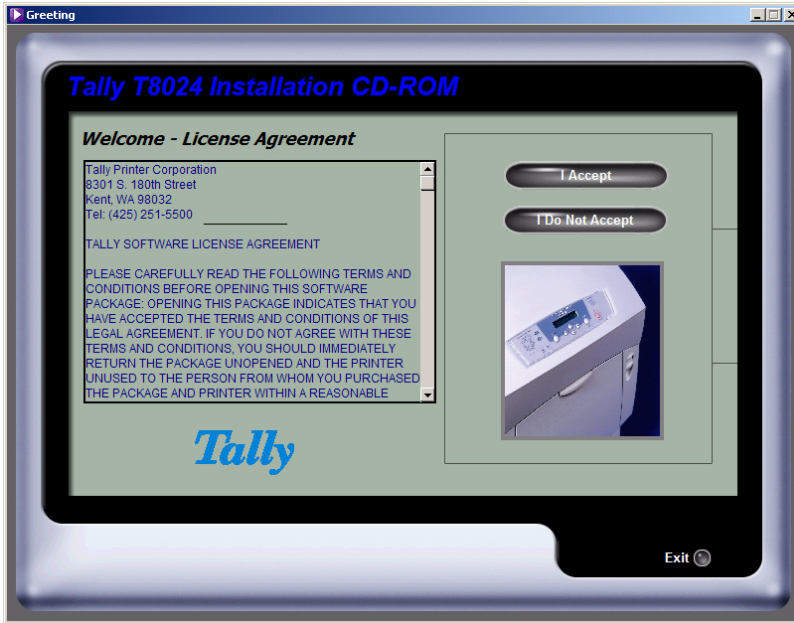 Greeting
Tally T8024 Installation CD-ROM
Welcome - License Agreement
Tally Printer Corporation
8301 S. 180th Street
Kent, WA 98032
Tel: (425) 251-5500
TALLY SOFTWARE LICENSE AGREEMENT
PLEASE CAREFULLY READ THE FOLLOWING TERMS AND
CONDITIONS BEFORE OPENING THIS SOFTWARE
PACKAGE: OPENING THIS PACKAGE INDICATES THAT YOU
HAVE ACCEPTED THE TERMS AND CONDITIONS OF THIS
LEGAL AGREEMENT. IF YOU DO NOT AGREE WITH THESE
TERMS AND CONDITIONS, YOU SHOULD IMMEDIATELY
RETURN THE PACKAGE UNOPENED AND THE PRINTER
UNUSED TO THE PERSON FROM WHOM YOU PURCHASED
THE PACKAGE AND PRINTER WITHIN A REASONABLE
I Accept
I Do Not Accept
Tally
Exit